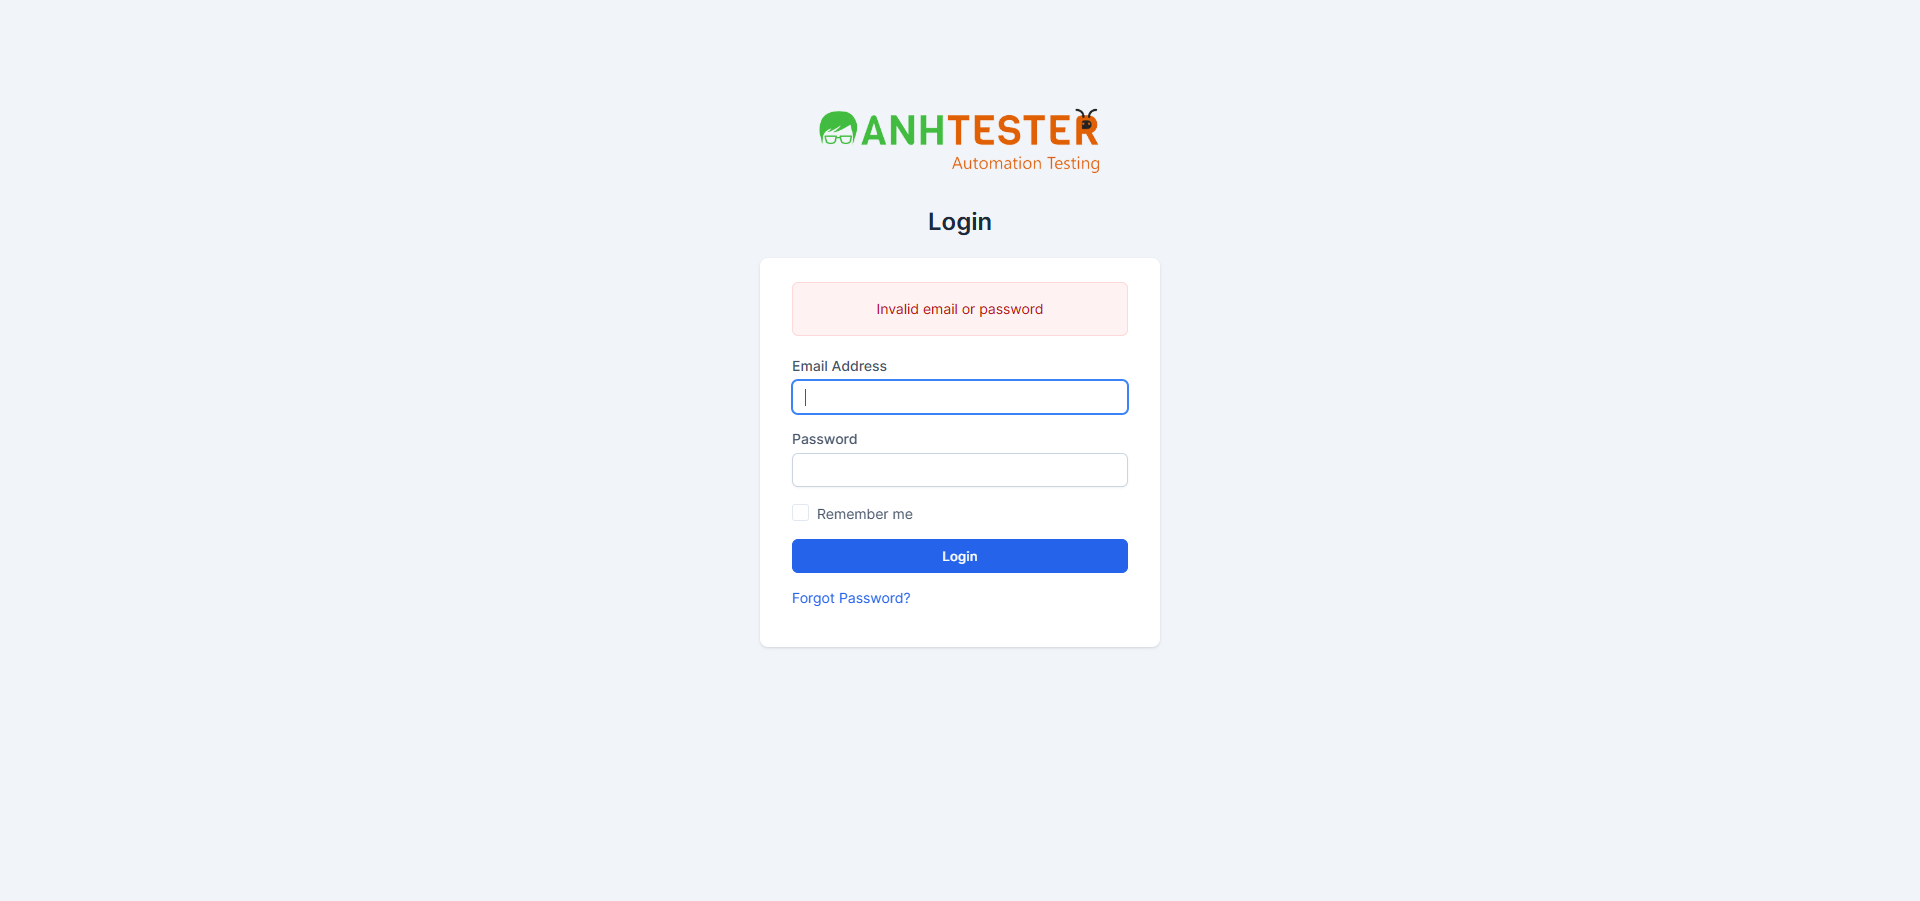 ANHTESTER
Automation Testing
Login
Invalid email or password
Email Address
Password
Remember me
Login
Forgot Password?